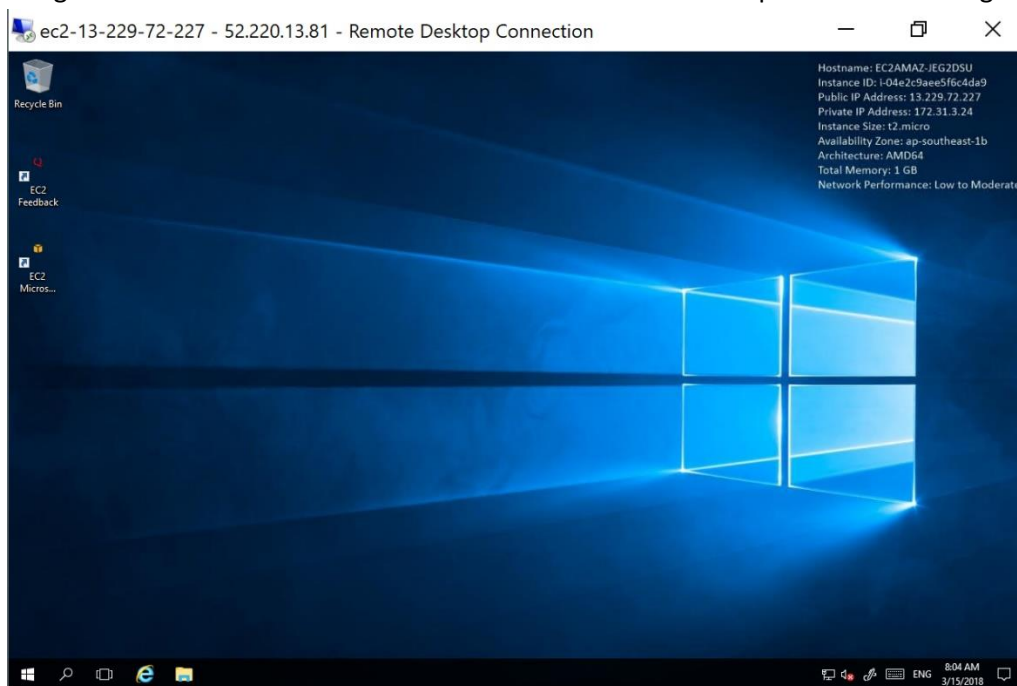 ec2-13-229-72-227 - 52.220.13.81 - Remote Desktop Connection
Recycle Bin
EC2
Feedback
EC2
Micros...
Hostname: EC2AMAZ-JEG2DSU
Instance ID: i-04e2c9aee5f6c4da9
Public IP Address: 13.229.72.227
Private IP Address: 172.31.3.24
Instance Size: t2.micro
Availability Zone: ap-southeast-1b
Architecture: AMD64
Total Memory: 1 GB
Network Performance: Low to Moderate
ENG
8:04 AM
3/15/2018